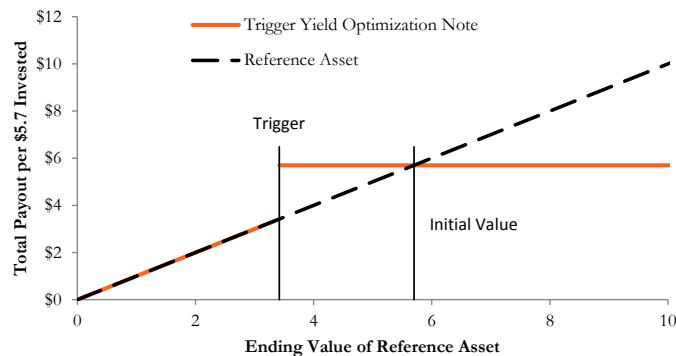 Trigger Yield Optimization Note
Reference Asset
Total Payout per $5.7 Invested
$12
$10
$8
$6
$4
$2
$0
Trigger
Initial Value
0 2 4 6 8 10
Ending Value of Reference Asset